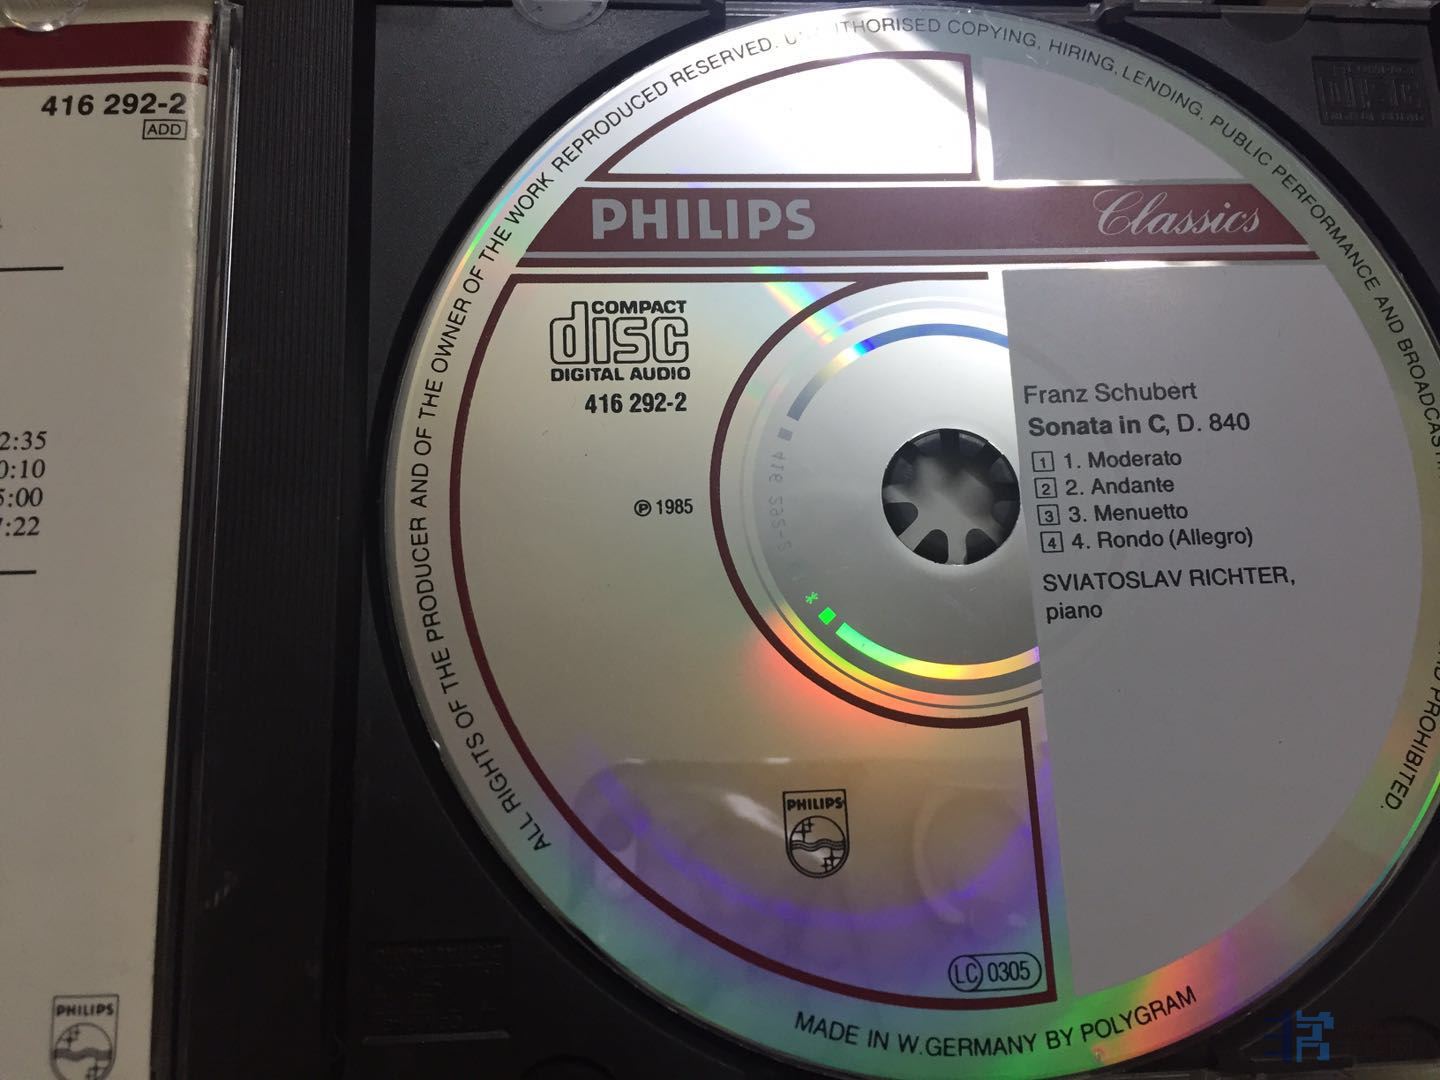 416 292-2
ADD
2:35
0:10
5:00
7:22
PHILIPS
ALL RIGHTS OF THE PRODUCER AND OF THE OWNER OF THE WORK REPRODUCED RESERVED. UNAUTHORISED COPYING, HIRING, LENDING, PUBLIC PERFORMANCE AND BROADCASTING PROHIBITED.
PHILIPS Classics
COMPACT
disc
DIGITAL AUDIO
416 292-2
℗ 1985
416 292-2
Franz Schubert
Sonata in C, D. 840
1 1. Moderato
2 2. Andante
3 3. Menuetto
4 4. Rondo (Allegro)
SVIATOSLAV RICHTER,
piano
PHILIPS
LC 0305
MADE IN W.GERMANY BY POLYGRAM